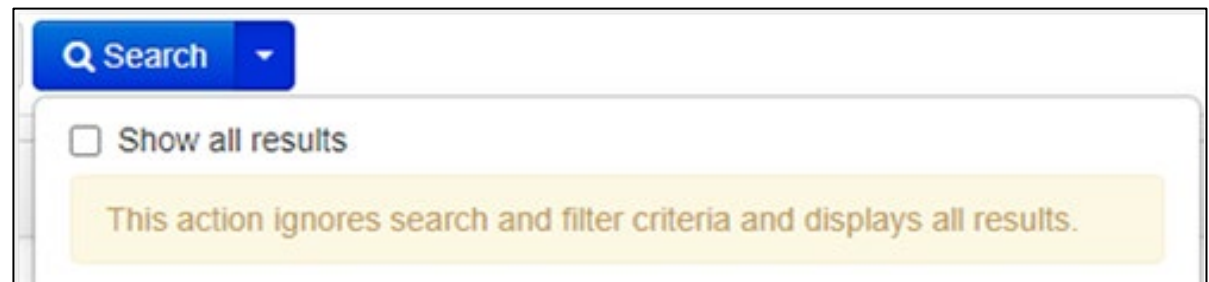 Search
Show all results
This action ignores search and filter criteria and displays all results.